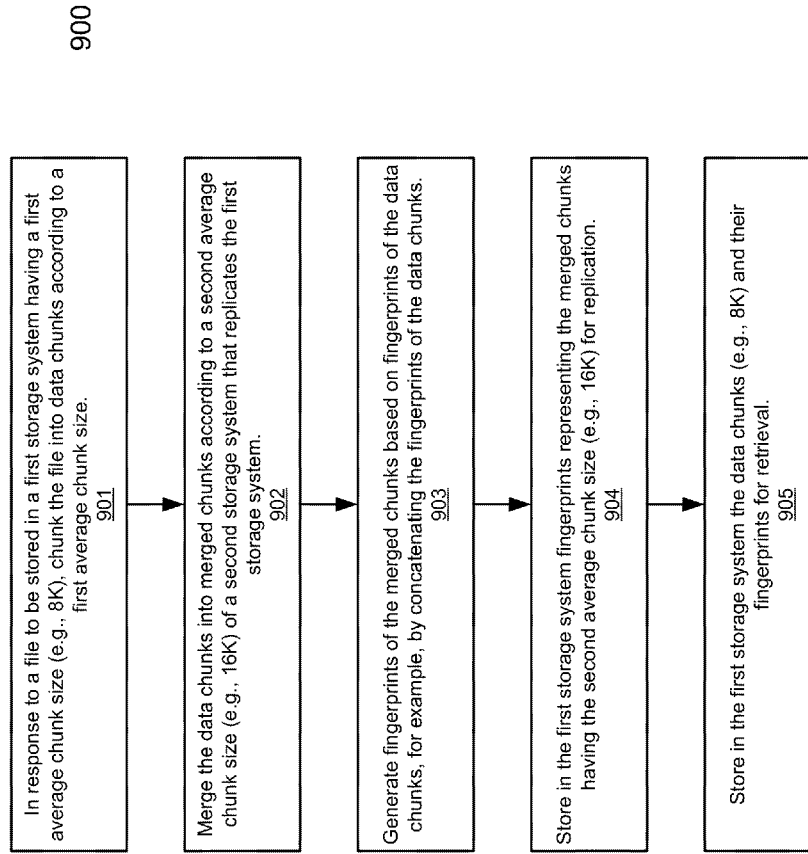 900
In response to a file to be stored in a first storage system having a first
average chunk size (e.g., 8K), chunk the file into data chunks according to a
first average chunk size.
901
Merge the data chunks into merged chunks according to a second average
chunk size (e.g., 16K) of a second storage system that replicates the first
storage system.
902
Generate fingerprints of the merged chunks based on fingerprints of the data
chunks, for example, by concatenating the fingerprints of the data chunks.
903
Store in the first storage system fingerprints representing the merged chunks
having the second average chunk size (e.g., 16K) for replication.
904
Store in the first storage system the data chunks (e.g., 8K) and their
fingerprints for retrieval.
905